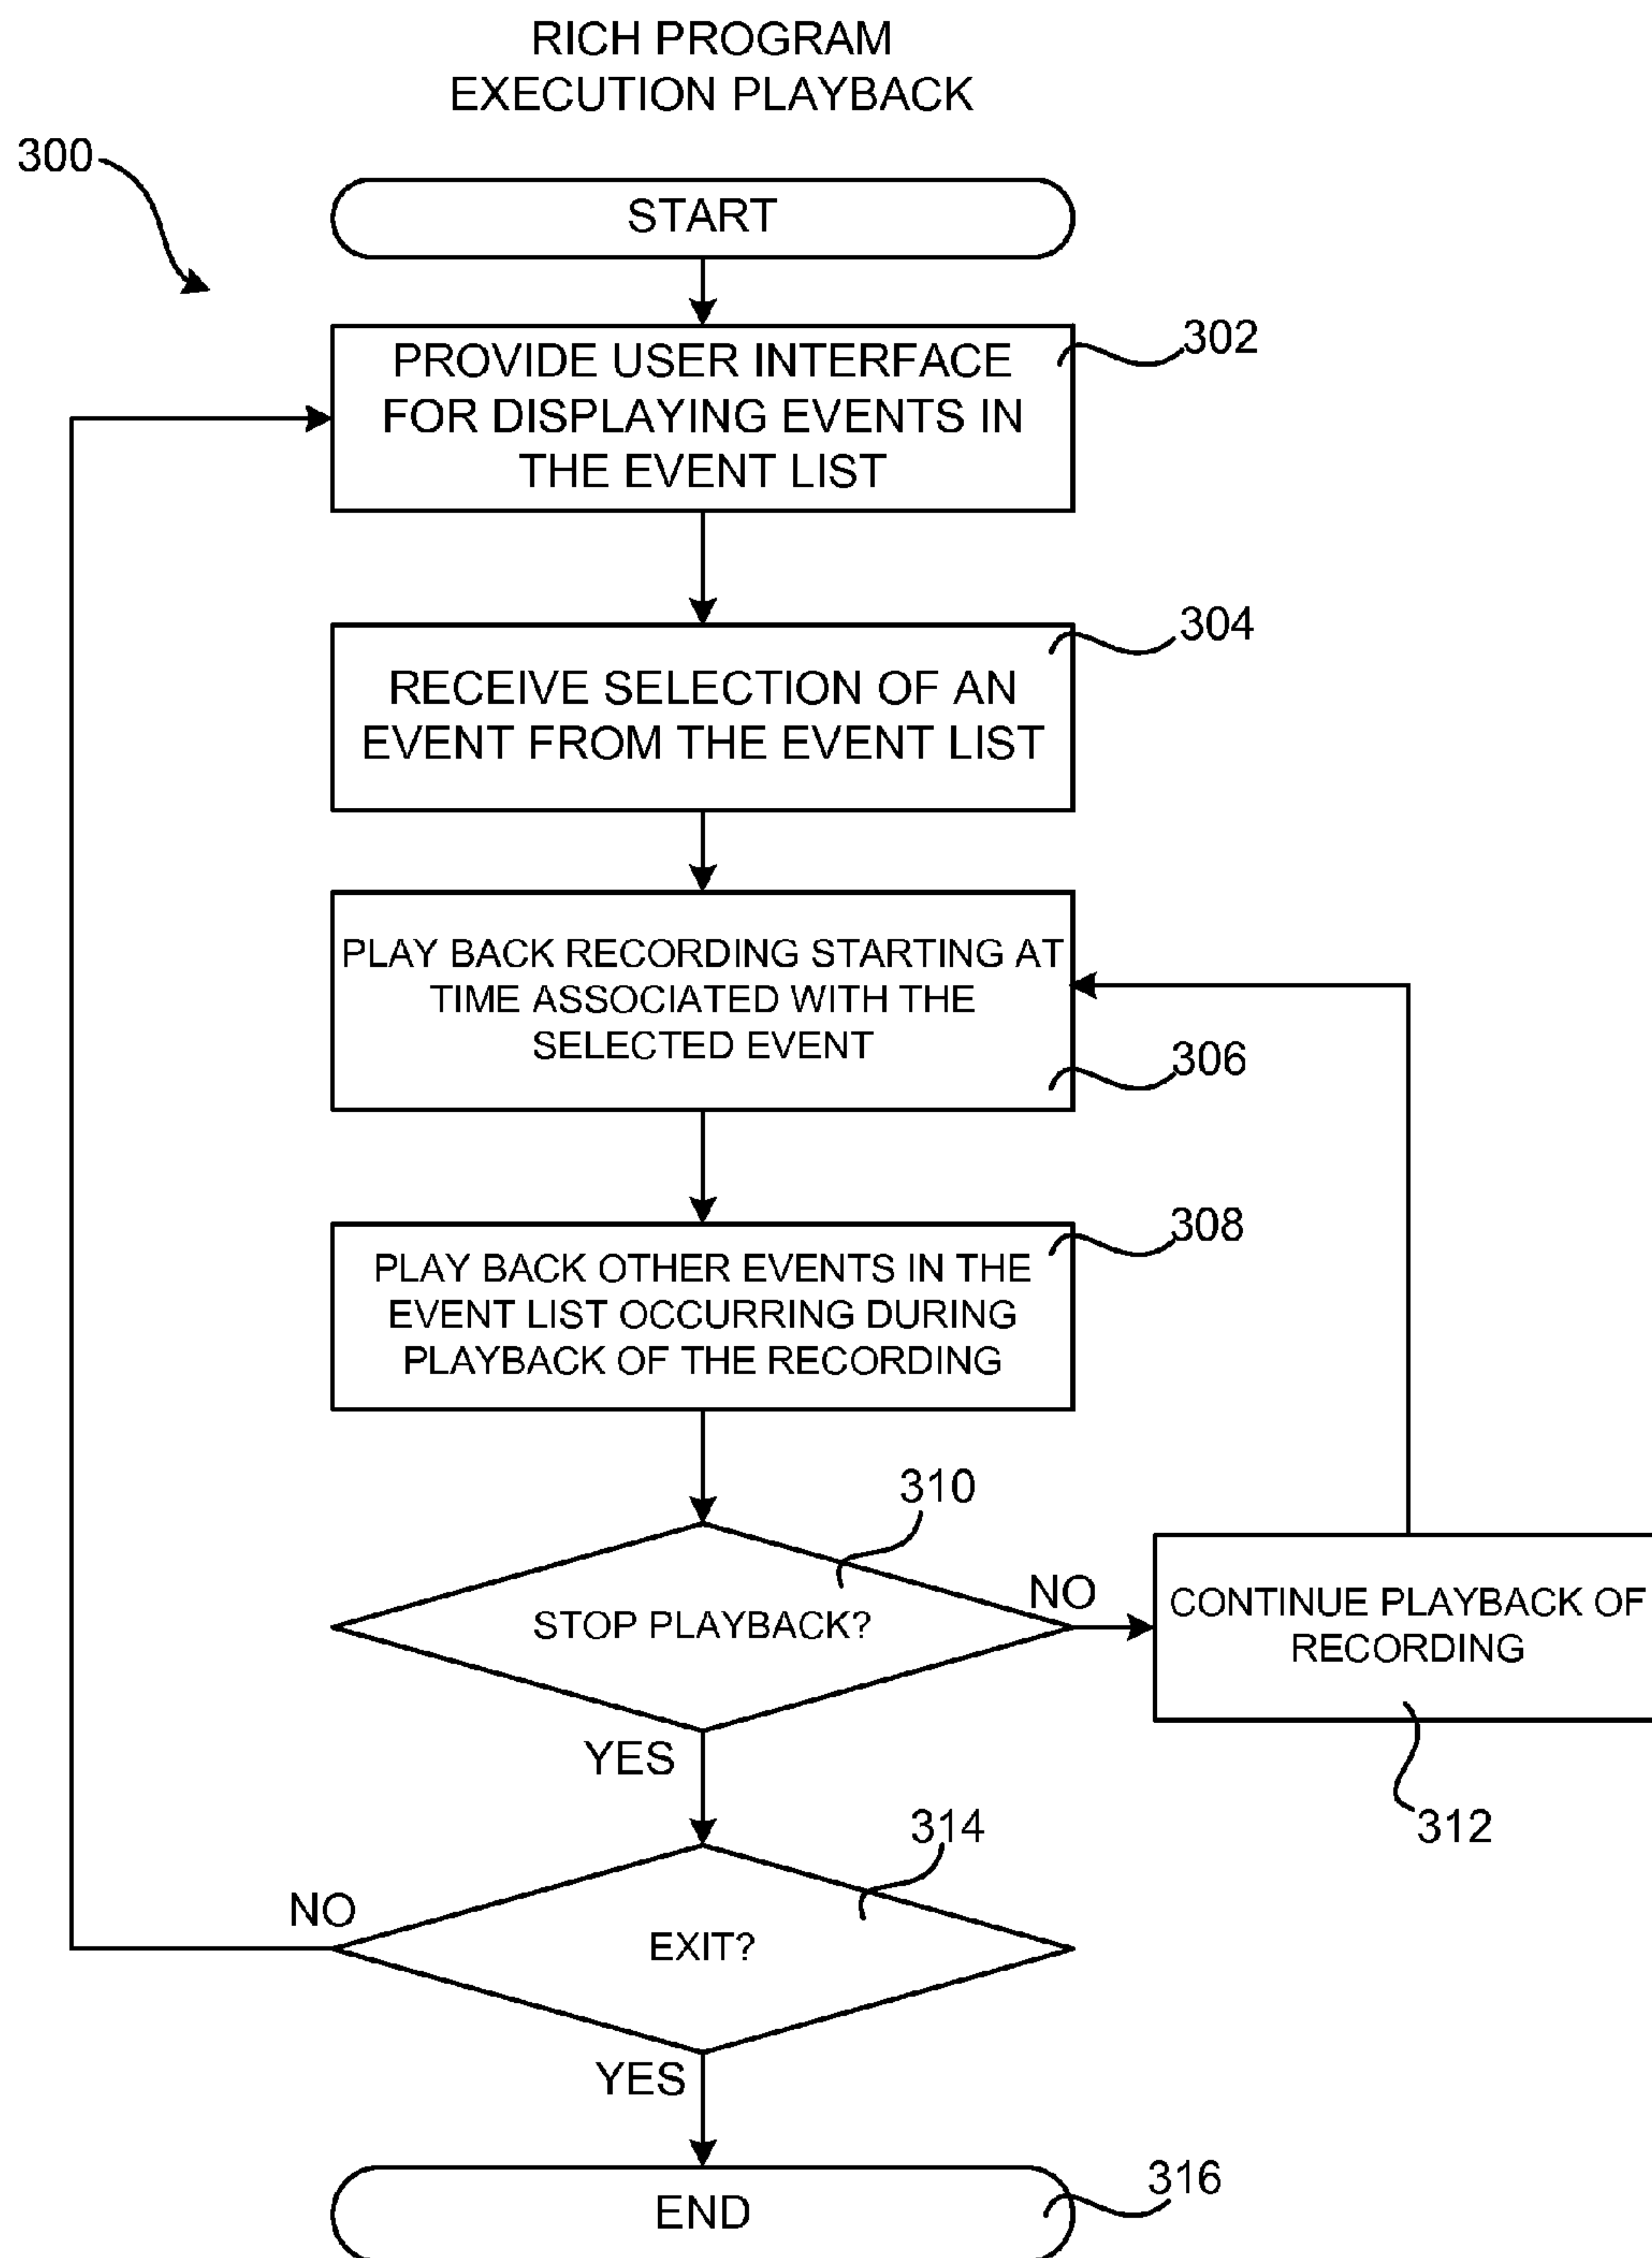 RICH PROGRAM
EXECUTION PLAYBACK
300
START
PROVIDE USER INTERFACE
FOR DISPLAYING EVENTS IN
THE EVENT LIST
302
RECEIVE SELECTION OF AN
EVENT FROM THE EVENT LIST
304
PLAY BACK RECORDING STARTING AT
TIME ASSOCIATED WITH THE
SELECTED EVENT
306
PLAY BACK OTHER EVENTS IN THE
EVENT LIST OCCURRING DURING
PLAYBACK OF THE RECORDING
308
310
STOP PLAYBACK?
NO
CONTINUE PLAYBACK OF
RECORDING
312
YES
314
EXIT?
NO
YES
END
316